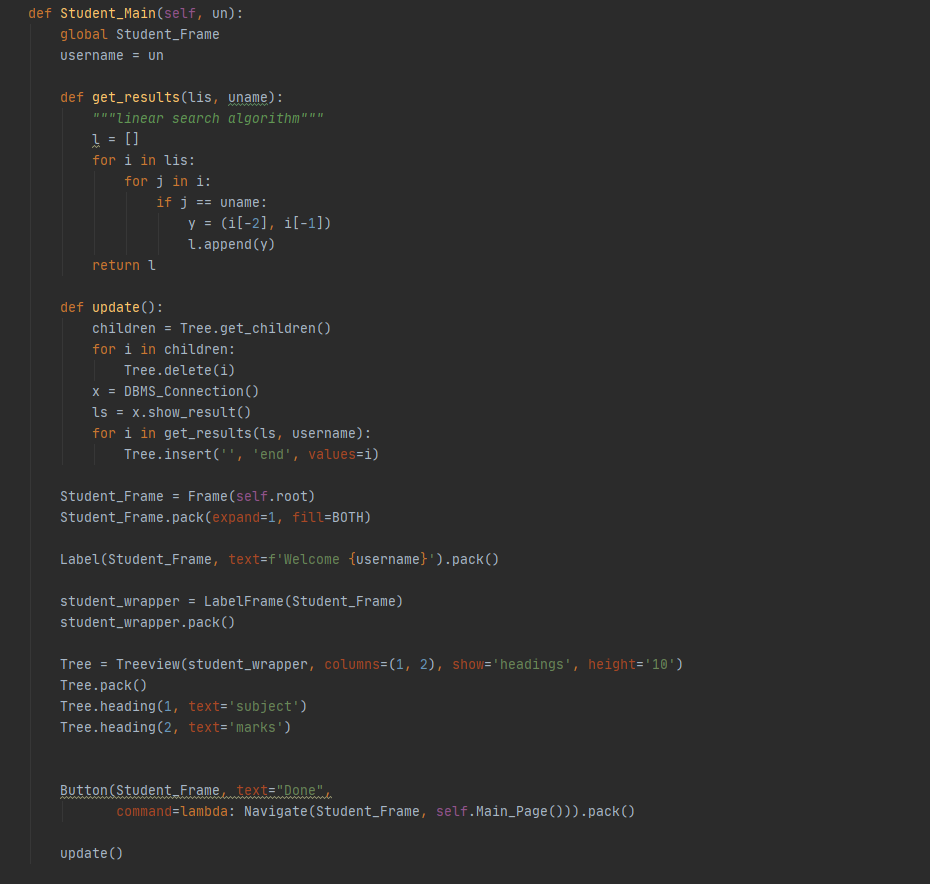 def Student_Main(self, un):
    global Student_Frame
    username = un

    def get_results(lis, uname):
        """linear search algorithm"""
        l = []
        for i in lis:
            for j in i:
                if j == uname:
                    y = (i[-2], i[-1])
                    l.append(y)
        return l

    def update():
        children = Tree.get_children()
        for i in children:
            Tree.delete(i)
        x = DBMS_Connection()
        ls = x.show_result()
        for i in get_results(ls, username):
            Tree.insert('', 'end', values=i)

    Student_Frame = Frame(self.root)
    Student_Frame.pack(expand=1, fill=BOTH)

    Label(Student_Frame, text=f'Welcome {username}').pack()

    student_wrapper = LabelFrame(Student_Frame)
    student_wrapper.pack()

    Tree = Treeview(student_wrapper, columns=(1, 2), show='headings', height='10')
    Tree.pack()
    Tree.heading(1, text='subject')
    Tree.heading(2, text='marks')


    Button(Student_Frame, text="Done",
           command=lambda: Navigate(Student_Frame, self.Main_Page())).pack()

    update()